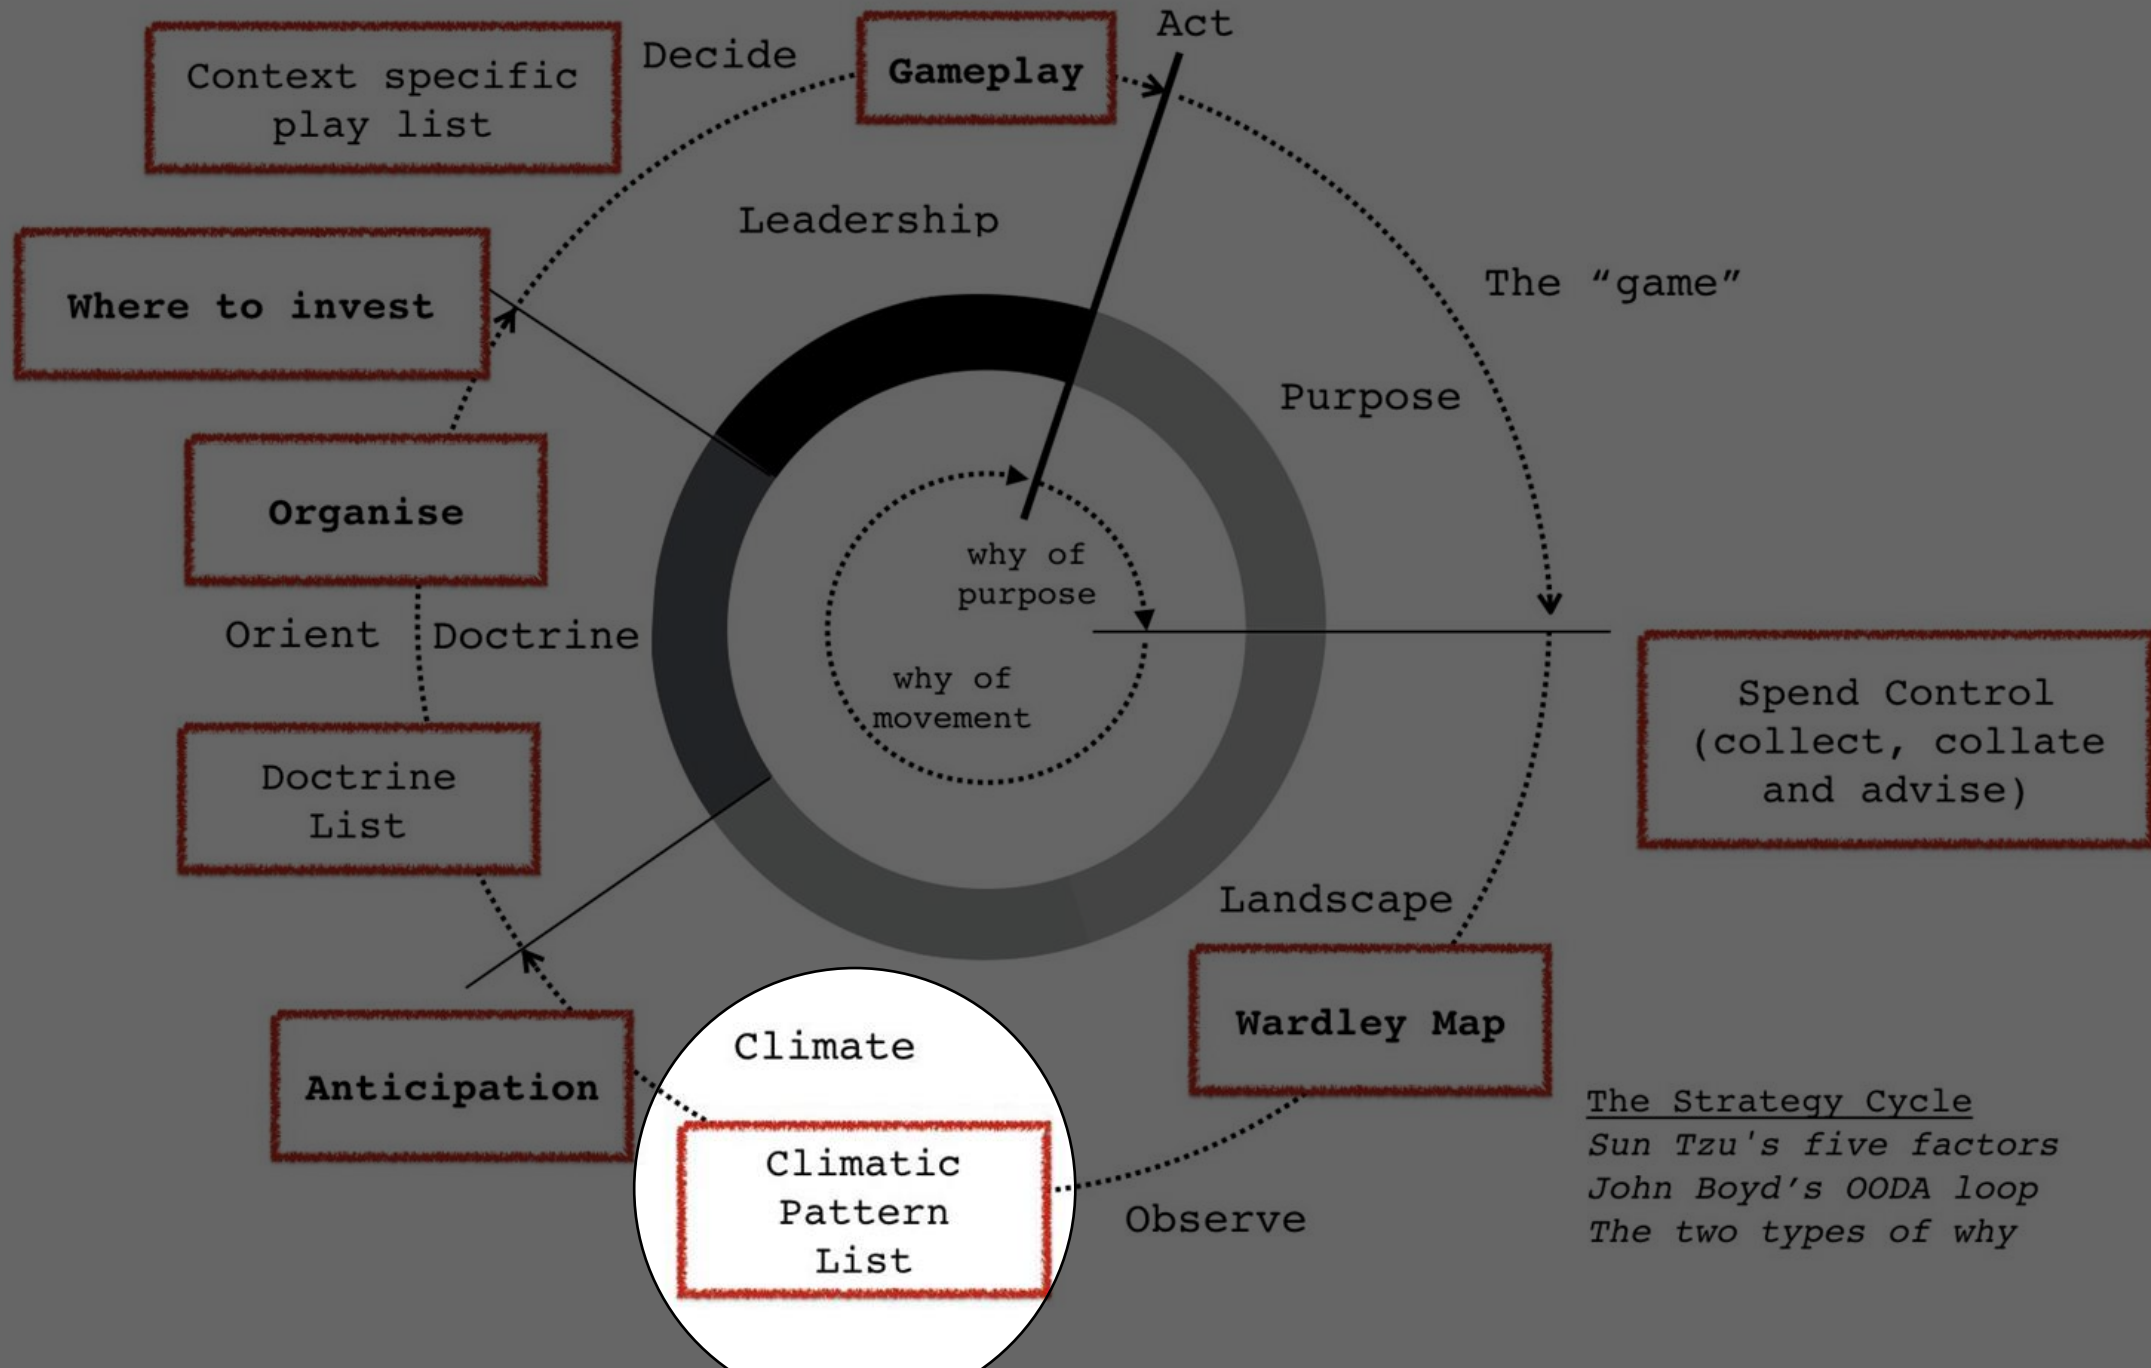 Act
Decide
Gameplay
Context specific
play list
Leadership
The “game”
Where to invest
Purpose
Organise
why of
purpose
Orient
Doctrine
why of
movement
Spend Control
(collect, collate
and advise)
Doctrine
List
Landscape
Wardley Map
Climate
Anticipation
Climatic
Pattern
List
Observe
The Strategy Cycle
Sun Tzu's five factors
John Boyd’s OODA loop
The two types of why